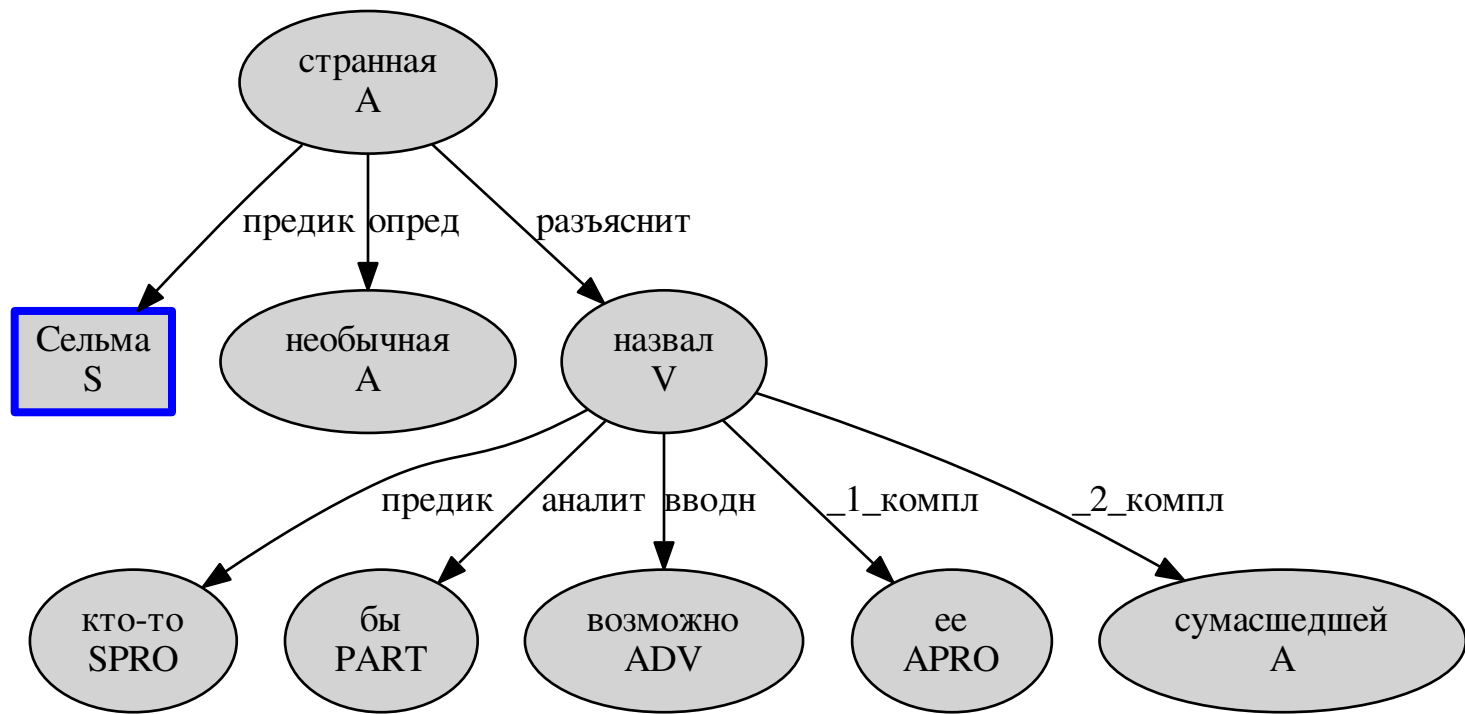 странная
A
предик опред разъяснит
Сельма
S
необычная
A
назвал
V
предик аналит вводн _1_компл _2_компл
кто-то
SPRO
бы
PART
возможно
ADV
ее
APRO
сумасшедшей
A